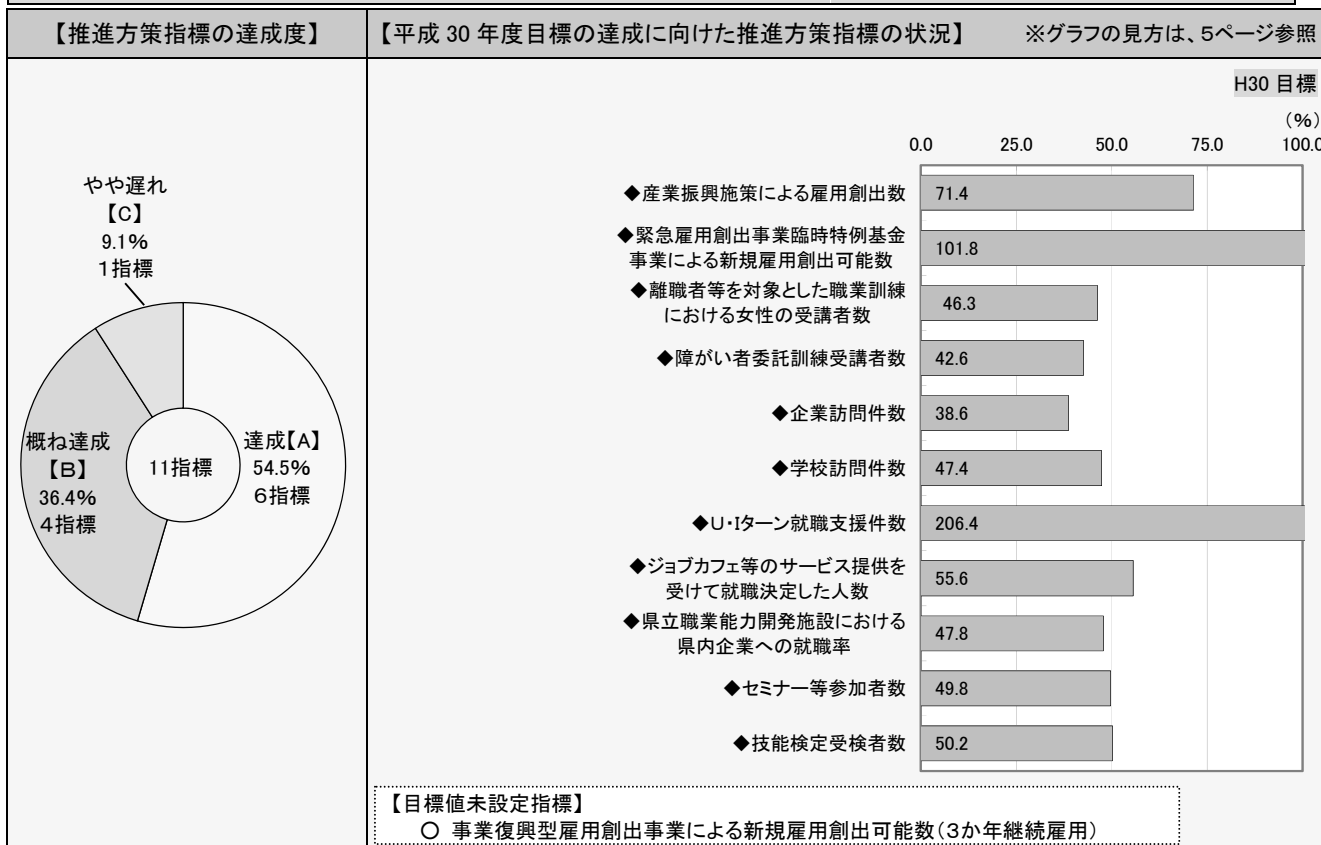 【推進方策指標の達成度】
【平成 30 年度目標の達成に向けた推進方策指標の状況】 ※グラフの見方は、5ページ参照
やや遅れ
【C】
9.1%
1指標
概ね達成
【B】
36.4%
4指標
11指標
達成【A】
54.5%
6指標
H30 目標
(%)
0.0 25.0 50.0 75.0 100.0
◆産業振興施策による雇用創出数 71.4
◆緊急雇用創出事業臨時特例基金
事業による新規雇用創出可能数 101.8
◆離職者等を対象とした職業訓練
における女性の受講者数 46.3
◆障がい者委託訓練受講者数 42.6
◆企業訪問件数 38.6
◆学校訪問件数 47.4
◆U・Iターン就職支援件数 206.4
◆ジョブカフェ等のサービス提供を
受けて就職決定した人数 55.6
◆県立職業能力開発施設における
県内企業への就職率 47.8
◆セミナー等参加者数 49.8
◆技能検定受検者数 50.2
【目標値未設定指標】
○ 事業復興型雇用創出事業による新規雇用創出可能数(3か年継続雇用)